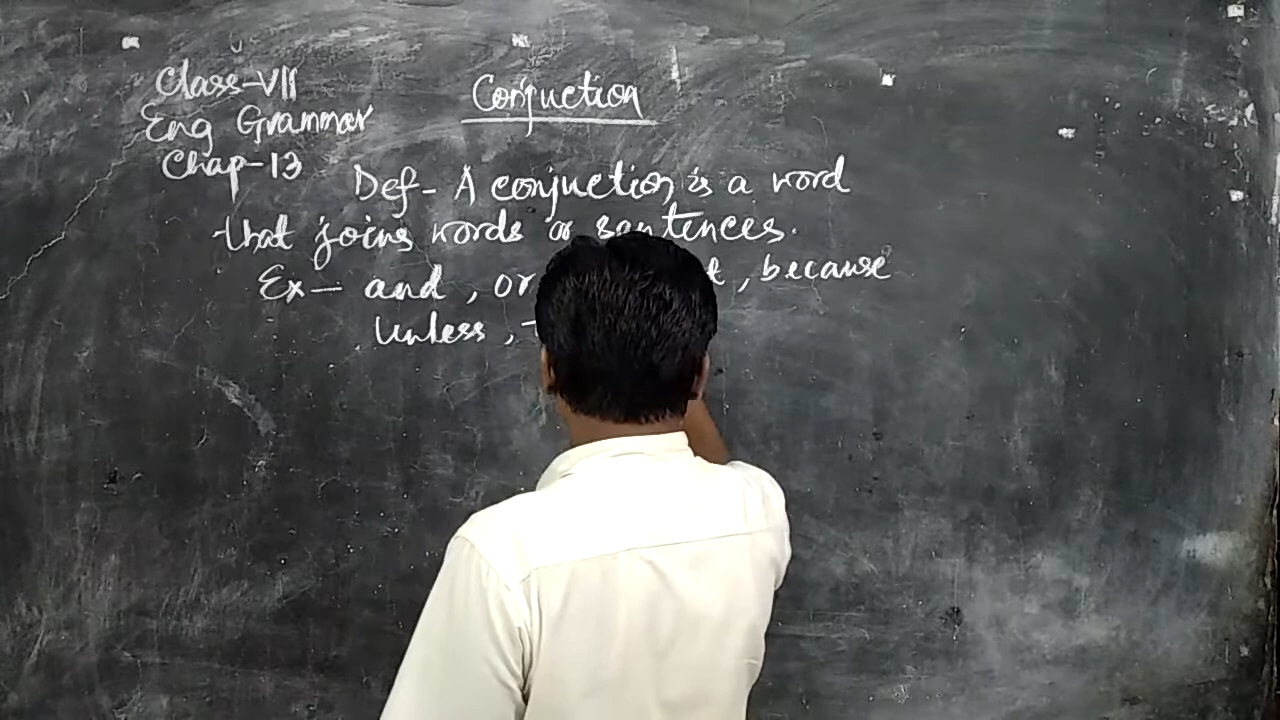 Class-VII
Eng Grammar
Chap-13
Conjuction
Def- A conjuction is a word
that joins words or sentences.
Ex- and, or , because
Unless,